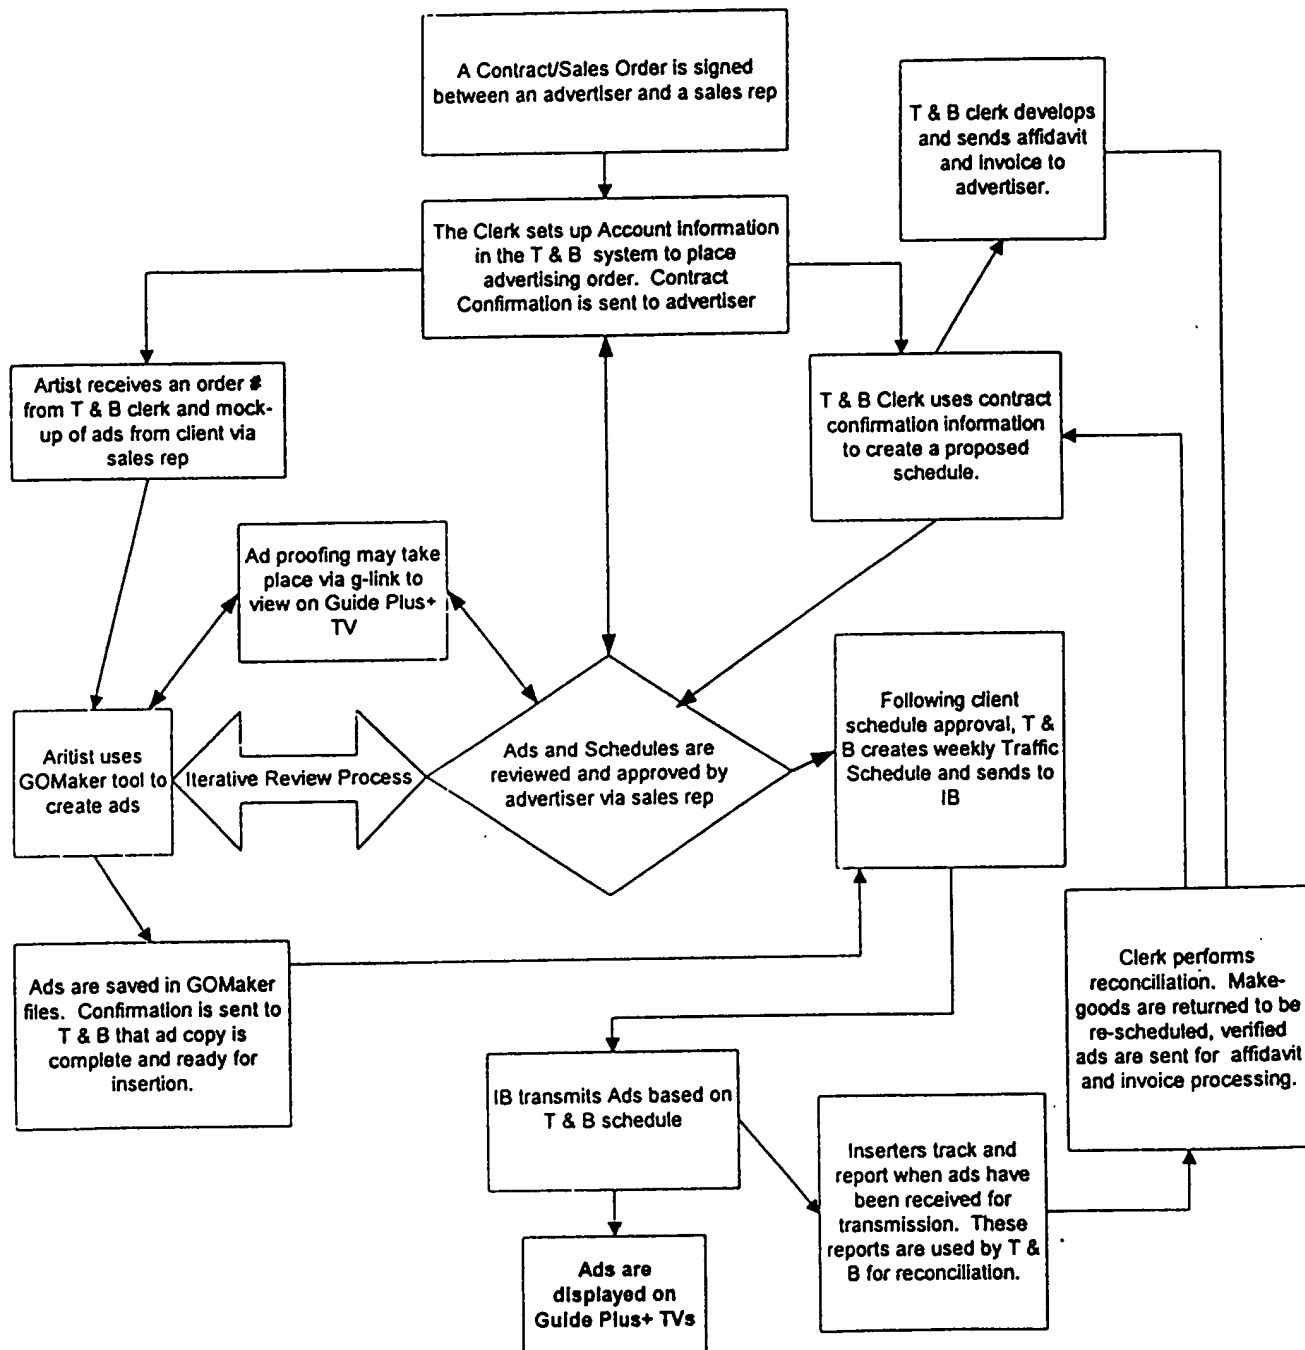 A Contract/Sales Order is signed
between an advertiser and a sales rep
T & B clerk develops
and sends affidavit
and invoice to
advertiser.
The Clerk sets up Account information
in the T & B system to place
advertising order. Contract
Confirmation is sent to advertiser
Artist receives an order #
from T & B clerk and mock-
up of ads from client via
sales rep
T & B Clerk uses contract
confirmation information
to create a proposed
schedule.
Ad proofing may take
place via g-link to
view on Guide Plus+
TV
Aritist uses
GOMaker tool to
create ads
Iterative Review Process
Ads and Schedules are
reviewed and approved by
advertiser via sales rep
Following client
schedule approval, T &
B creates weekly Traffic
Schedule and sends to
IB
Ads are saved in GOMaker
files. Confirmation is sent to
T & B that ad copy is
complete and ready for
insertion.
IB transmits Ads based on
T & B schedule
Clerk performs
reconciliation. Make-
goods are returned to be
re-scheduled, verified
ads are sent for affidavit
and invoice processing.
Inserters track and
report when ads have
been received for
transmission. These
reports are used by T &
B for reconciliation.
Ads are
displayed on
Guide Plus+ TVs